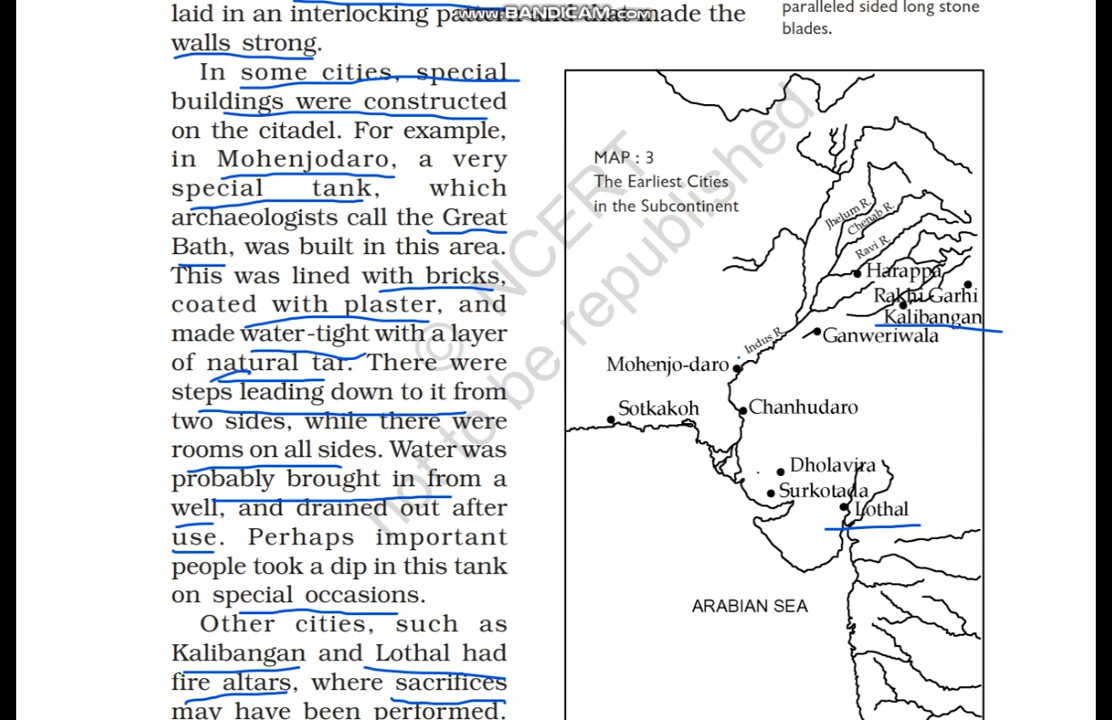 laid in an interlocking pattern and that made the
www.BANDICAM.com
walls strong.
In some cities, special
buildings were constructed
on the citadel. For example,
in Mohenjodaro, a very
special tank, which
archaeologists call the Great
Bath, was built in this area.
This was lined with bricks,
coated with plaster, and
made water-tight with a layer
of natural tar. There were
steps leading down to it from
two sides, while there were
rooms on all sides. Water was
probably brought in from a
well, and drained out after
use. Perhaps important
people took a dip in this tank
on special occasions.
Other cities, such as
Kalibangan and Lothal had
fire altars, where sacrifices
may have been performed.
paralleled sided long stone
blades.
MAP : 3
The Earliest Cities
in the Subcontinent
Jhelum R.
Chenab R.
Ravi R.
Harappa
Rakhi Garhi
Kalibangan
Ganweriwala
Indus R.
Mohenjo-daro
Sotkakoh
Chanhudaro
Dholavira
Surkotada
Lothal
ARABIAN SEA
© NCERT
not to be republished